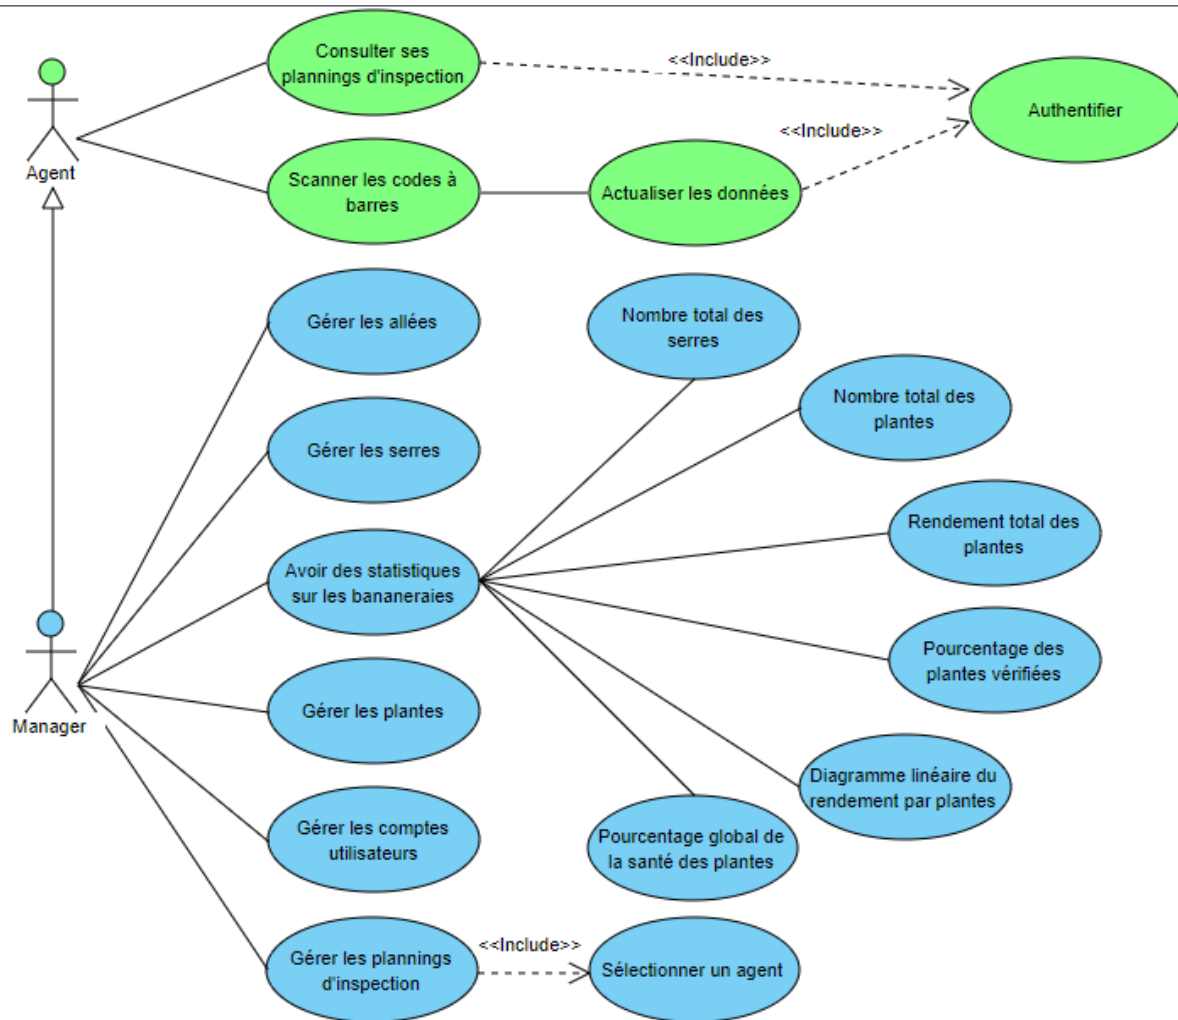 Consulter ses
plannings d'inspection
<<Include>>
Authentifier
<<Include>>
Agent
Scanner les codes à
barres
Actualiser les données
Gérer les allées
Nombre total des
serres
Nombre total des
plantes
Gérer les serres
Rendement total des
plantes
Avoir des statistiques
sur les bananeraies
Pourcentage des
plantes vérifiées
Manager
Gérer les plantes
Diagramme linéaire du
rendement par plantes
Gérer les comptes
utilisateurs
Pourcentage global de
la santé des plantes
Gérer les plannings
d'inspection
<<Include>>
Sélectionner un agent